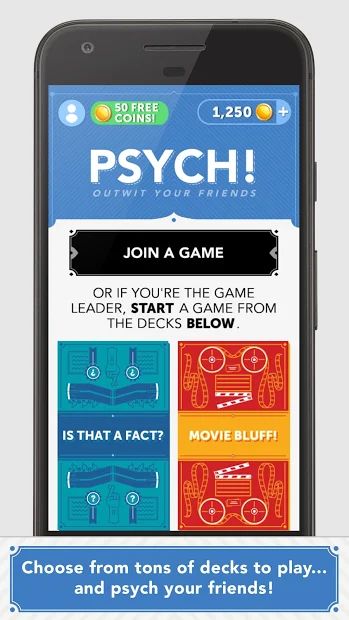 50 FREE
COINS!
1,250
PSYCH!
OUTWIT YOUR FRIENDS
JOIN A GAME
OR IF YOU'RE THE GAME
LEADER, START A GAME FROM
THE DECKS BELOW.
IS THAT A FACT?
MOVIE BLUFF!
Choose from tons of decks to play...
and psych your friends!